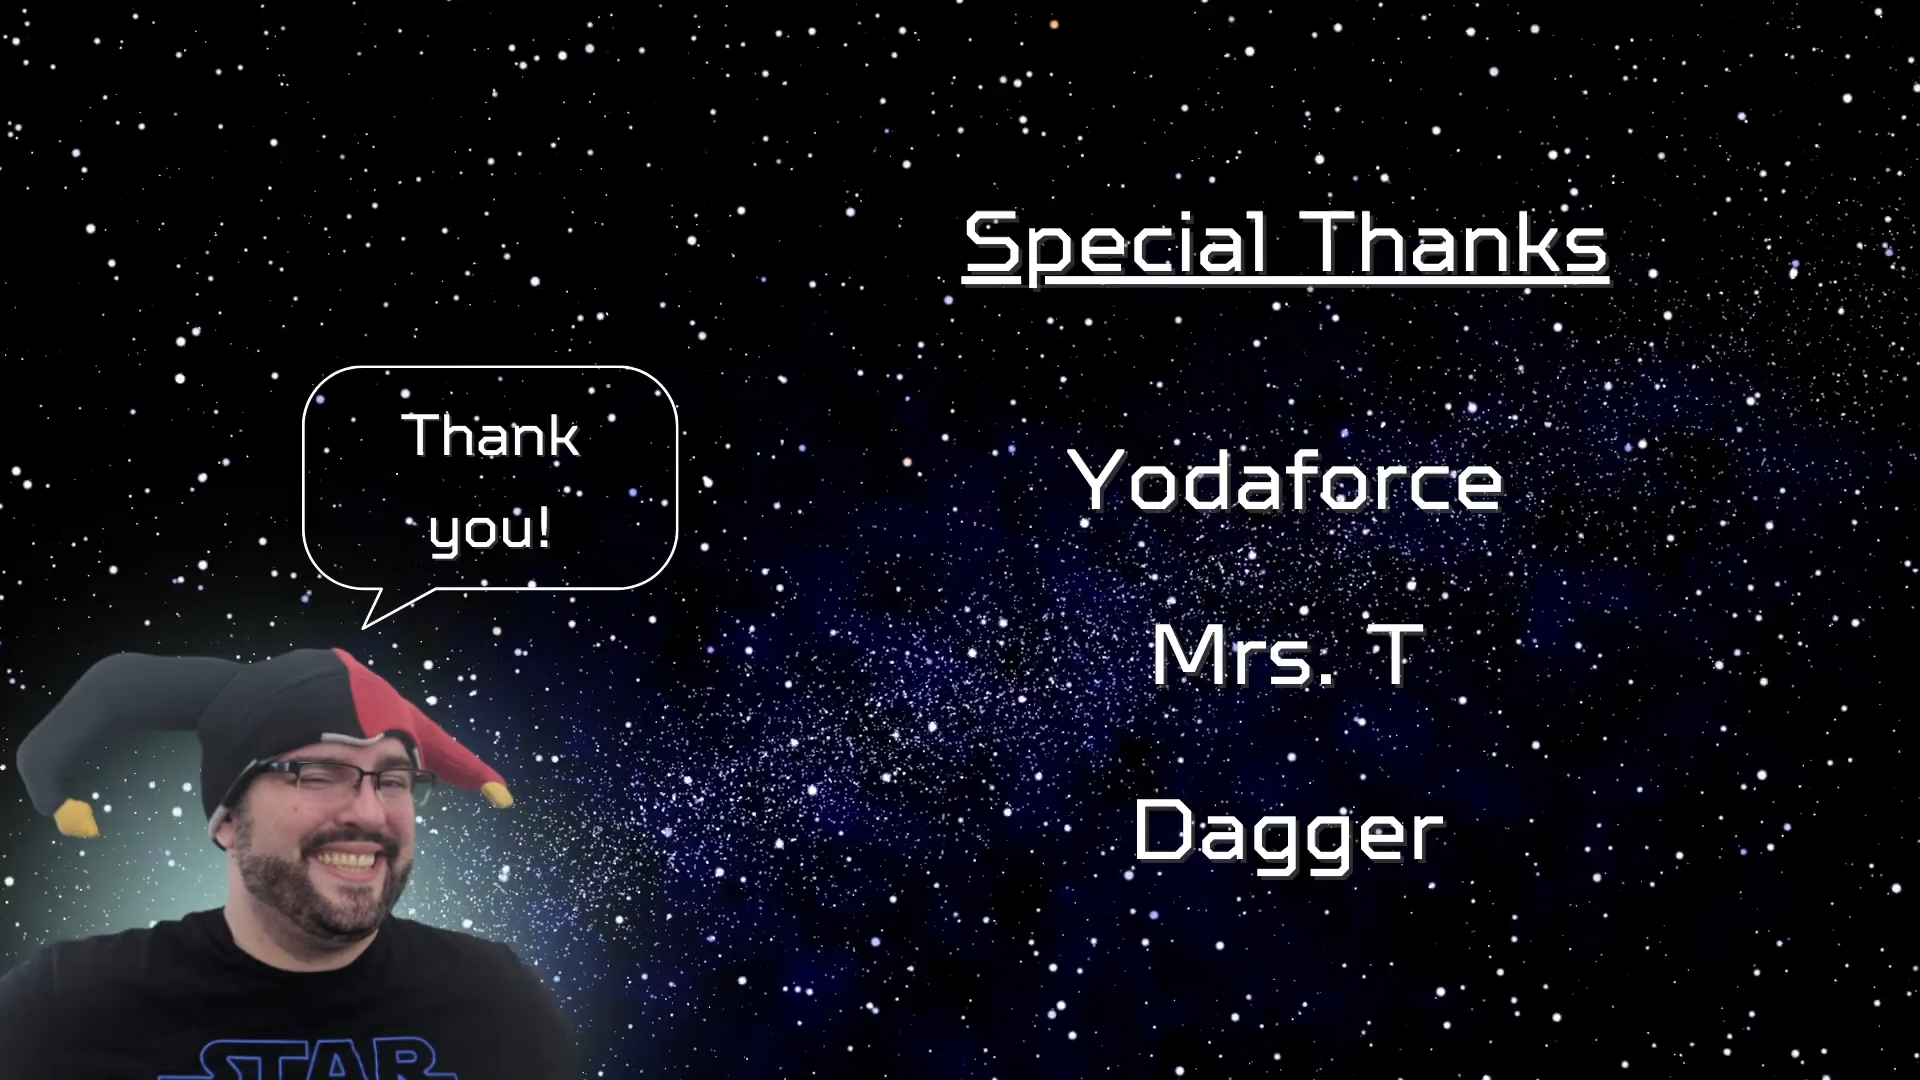 Special Thanks
Thank
you!
Yodaforce
Mrs. T
Dagger
STAR